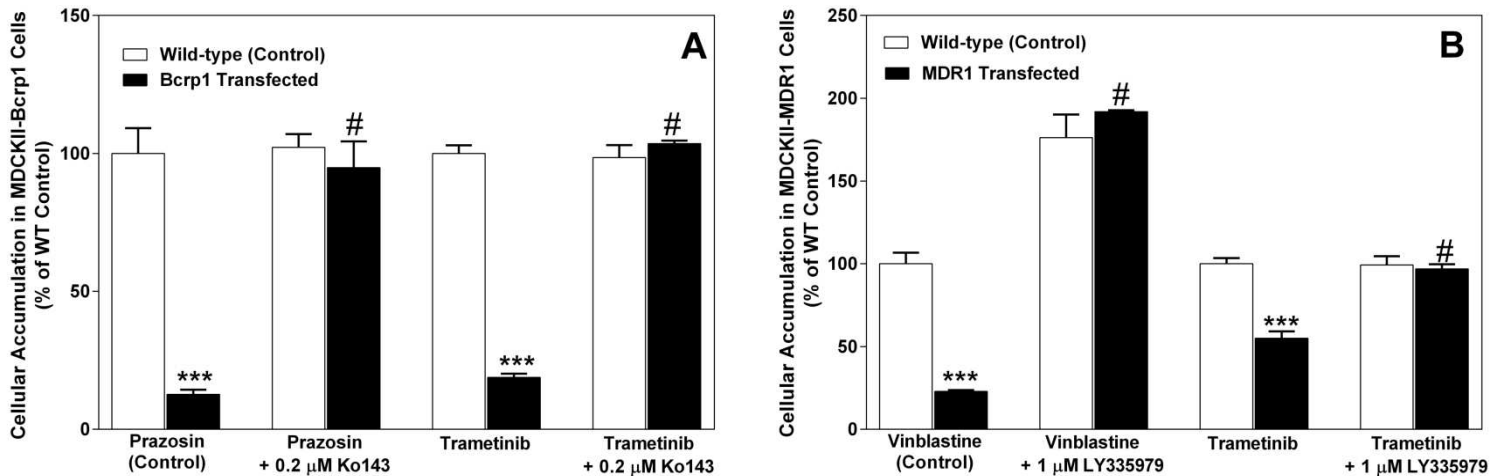 Cellular Accumulation in MDCKII-Bcrp1 Cells
(% of WT Control)
150
100
50
0
Wild-type (Control)
Bcrp1 Transfected
A
***
#
***
#
Prazosin
(Control)
Prazosin
+ 0.2 μM Ko143
Trametinib
Trametinib
+ 0.2 μM Ko143
Cellular Accumulation in MDCKII-MDR1 Cells
(% of WT Control)
250
200
150
100
50
0
Wild-type (Control)
MDR1 Transfected
B
***
#
***
#
Vinblastine
(Control)
Vinblastine
+ 1 μM LY335979
Trametinib
Trametinib
+ 1 μM LY335979